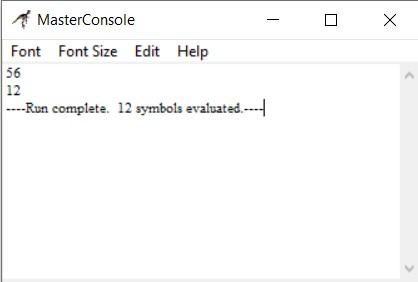 MasterConsole
Font Font Size Edit Help
56
12
----Run complete.  12 symbols evaluated.----